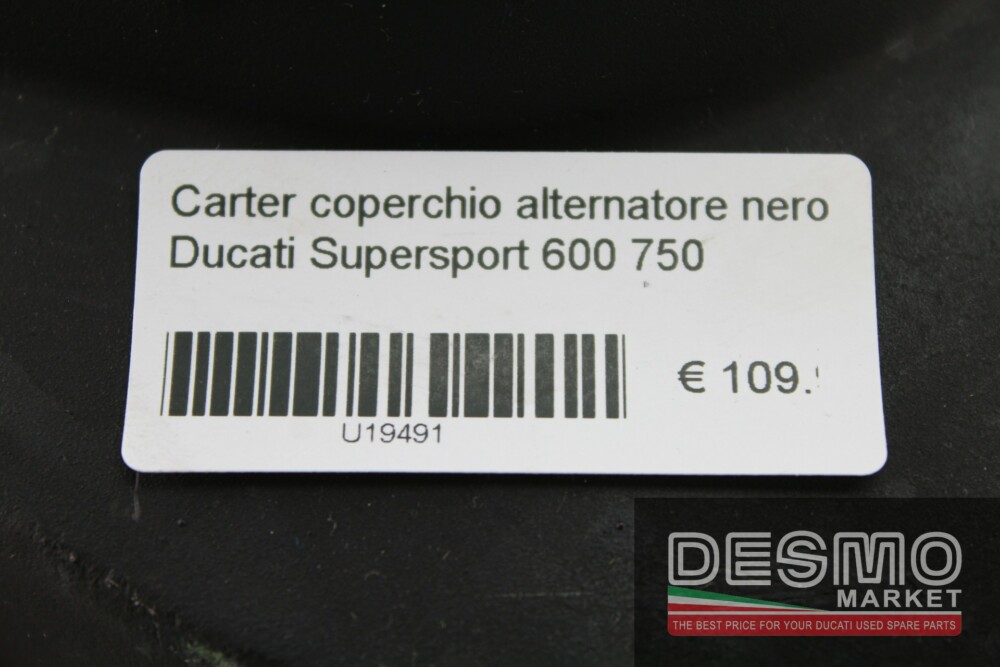 Carter coperchio alternatore nero
Ducati Supersport 600 750
€ 109.
U19491
DESMO
MARKET
THE BEST PRICE FOR YOUR DUCATI USED SPARE PARTS